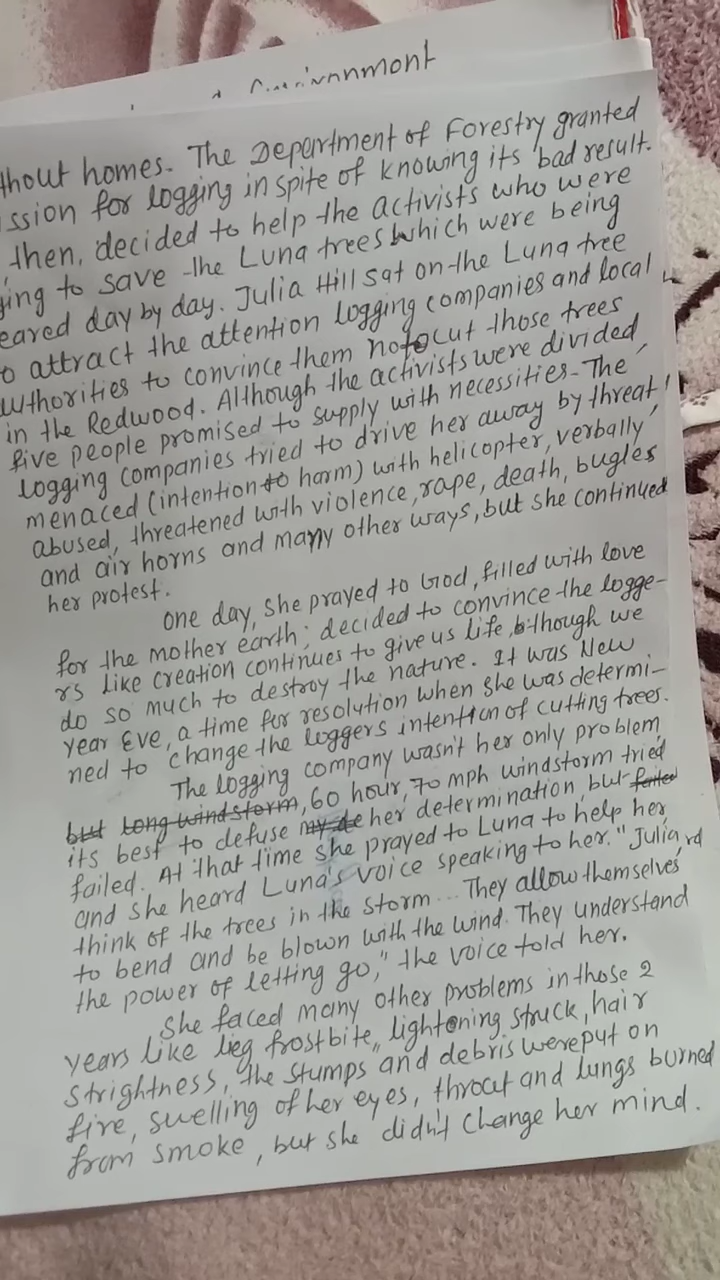 thout homes. The Department of Forestry granted
ssion for logging in spite of knowing its bad result.
then, decided to help the activists who were
ying to save the Luna trees which were being
eared day by day. Julia Hill sat on the Luna tree
o attract the attention logging companies and local
uthorities to convince them not to cut those trees
in the Redwood. Although the activists were divided,
five people promised to supply with necessities. The
logging companies tried to drive her away by threat,
menaced (intention to harm) with helicopter, verbally
abused, threatened with violence, rape, death, bugles
and air horns and many other ways, but she continued
her protest.
one day, she prayed to God, filled with love
for the mother earth; decided to convince the logge-
rs like creation continues to give us life although we
do so much to destroy the nature. It was New
year Eve, a time for resolution when she was determi-
ned to change the loggers intention of cutting trees.
The logging company wasn't her only problem,
but long windstorm, 60 hour, 70 mph windstorm tried
its best to defuse my de her determination, but failed
failed. At that time she prayed to Luna to help her,
and she heard Luna's voice speaking to her. "Julia,
think of the trees in the storm... They allow themselves
to bend and be blown with the wind. They understand
the power of letting go," the voice told her.
She faced many other problems in those 2
years like leg frostbite, lightening struck, hair
strightness, the stumps and debris were put on
fire, swelling of her eyes, throat and lungs burned
from smoke, but she didn't change her mind.